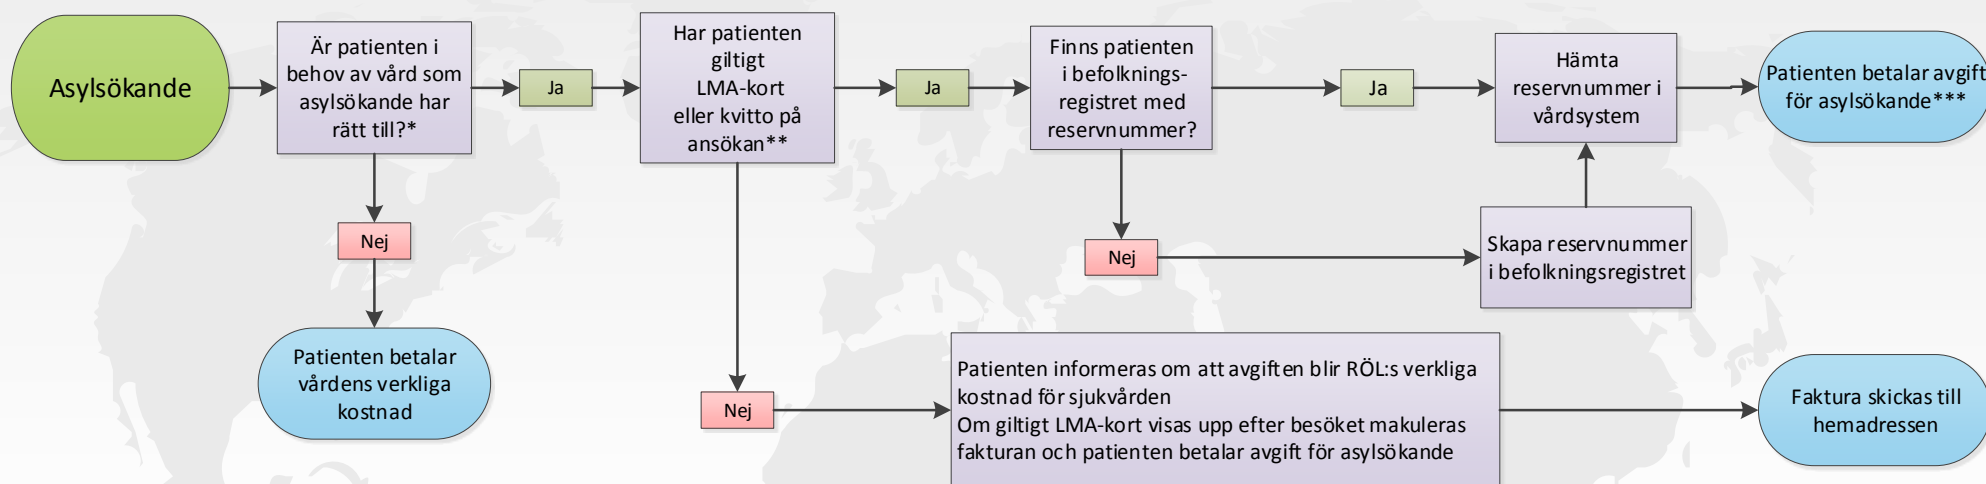 Asylsökande
Är patienten i
behov av vård som
asylsökande har
rätt till?*
Ja
Har patienten
giltigt
LMA-kort
eller kvitto på
ansökan**
Ja
Finns patienten
i befolknings-
registret med
reservnummer?
Ja
Hämta
reservnummer i
vårdsystem
Patienten betalar avgift
för asylsökande***
Nej
Nej
Skapa reservnummer
i befolkningsregistret
Patienten betalar
vårdens verkliga
kostnad
Nej
Patienten informeras om att avgiften blir RÖL:s verkliga
kostnad för sjukvården
Om giltigt LMA-kort visas upp efter besöket makuleras
fakturan och patienten betalar avgift för asylsökande
Faktura skickas till
hemadressen